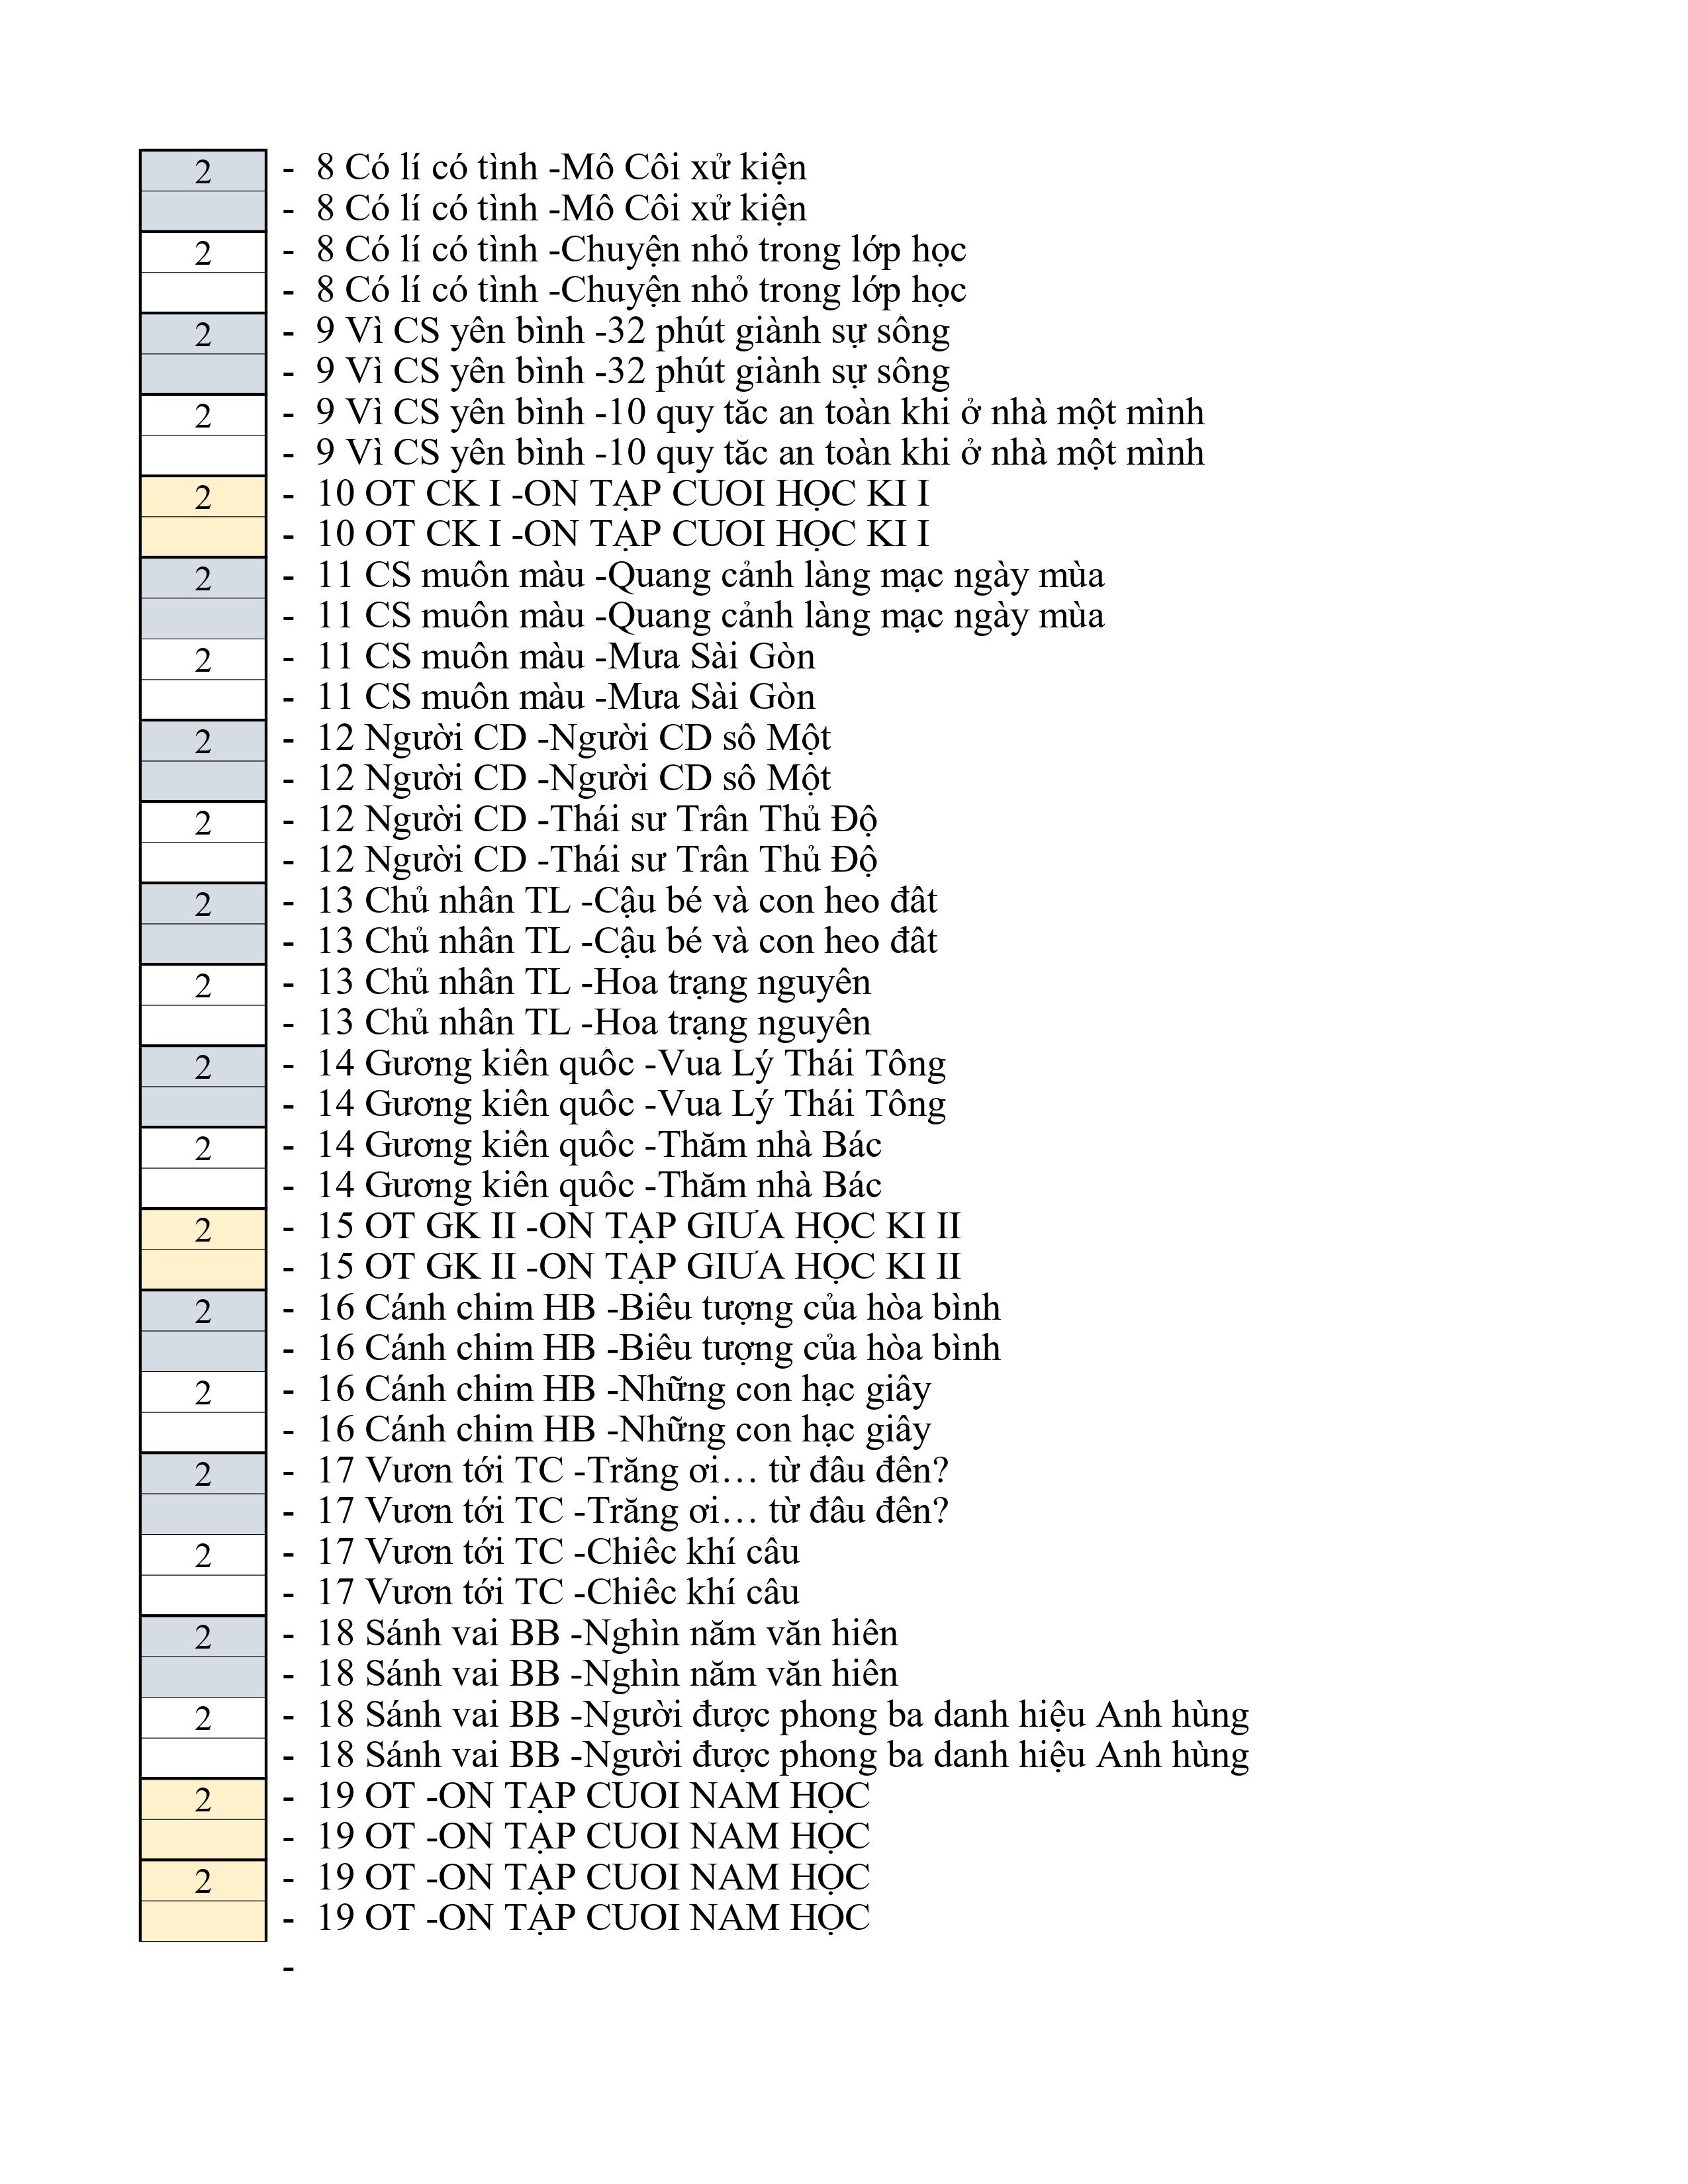 2 - 8 Có lí có tình -Mô Côi xử kiện
- 8 Có lí có tình -Mô Côi xử kiện
2 - 8 Có lí có tình -Chuyện nhỏ trong lớp học
- 8 Có lí có tình -Chuyện nhỏ trong lớp học
2 - 9 Vì CS yên bình -32 phút giành sự sông
- 9 Vì CS yên bình -32 phút giành sự sông
2 - 9 Vì CS yên bình -10 quy tăc an toàn khi ở nhà một mình
- 9 Vì CS yên bình -10 quy tăc an toàn khi ở nhà một mình
2 - 10 OT CK I -ON TẠP CUOI HỌC KI I
- 10 OT CK I -ON TẠP CUOI HỌC KI I
2 - 11 CS muôn màu -Quang cảnh làng mạc ngày mùa
- 11 CS muôn màu -Quang cảnh làng mạc ngày mùa
2 - 11 CS muôn màu -Mưa Sài Gòn
- 11 CS muôn màu -Mưa Sài Gòn
2 - 12 Người CD -Người CD sô Một
- 12 Người CD -Người CD sô Một
2 - 12 Người CD -Thái sư Trân Thủ Độ
- 12 Người CD -Thái sư Trân Thủ Độ
2 - 13 Chủ nhân TL -Cậu bé và con heo đât
- 13 Chủ nhân TL -Cậu bé và con heo đât
2 - 13 Chủ nhân TL -Hoa trạng nguyên
- 13 Chủ nhân TL -Hoa trạng nguyên
2 - 14 Gương kiên quôc -Vua Lý Thái Tông
- 14 Gương kiên quôc -Vua Lý Thái Tông
2 - 14 Gương kiên quôc -Thăm nhà Bác
- 14 Gương kiên quôc -Thăm nhà Bác
2 - 15 OT GK II -ON TẠP GIƯA HỌC KI II
- 15 OT GK II -ON TẠP GIƯA HỌC KI II
2 - 16 Cánh chim HB -Biêu tượng của hòa bình
- 16 Cánh chim HB -Biêu tượng của hòa bình
2 - 16 Cánh chim HB -Những con hạc giây
- 16 Cánh chim HB -Những con hạc giây
2 - 17 Vươn tới TC -Trăng ơi… từ đâu đên?
- 17 Vươn tới TC -Trăng ơi… từ đâu đên?
2 - 17 Vươn tới TC -Chiêc khí câu
- 17 Vươn tới TC -Chiêc khí câu
2 - 18 Sánh vai BB -Nghìn năm văn hiên
- 18 Sánh vai BB -Nghìn năm văn hiên
2 - 18 Sánh vai BB -Người được phong ba danh hiệu Anh hùng
- 18 Sánh vai BB -Người được phong ba danh hiệu Anh hùng
2 - 19 OT -ON TẠP CUOI NAM HỌC
- 19 OT -ON TẠP CUOI NAM HỌC
2 - 19 OT -ON TẠP CUOI NAM HỌC
- 19 OT -ON TẠP CUOI NAM HỌC
-